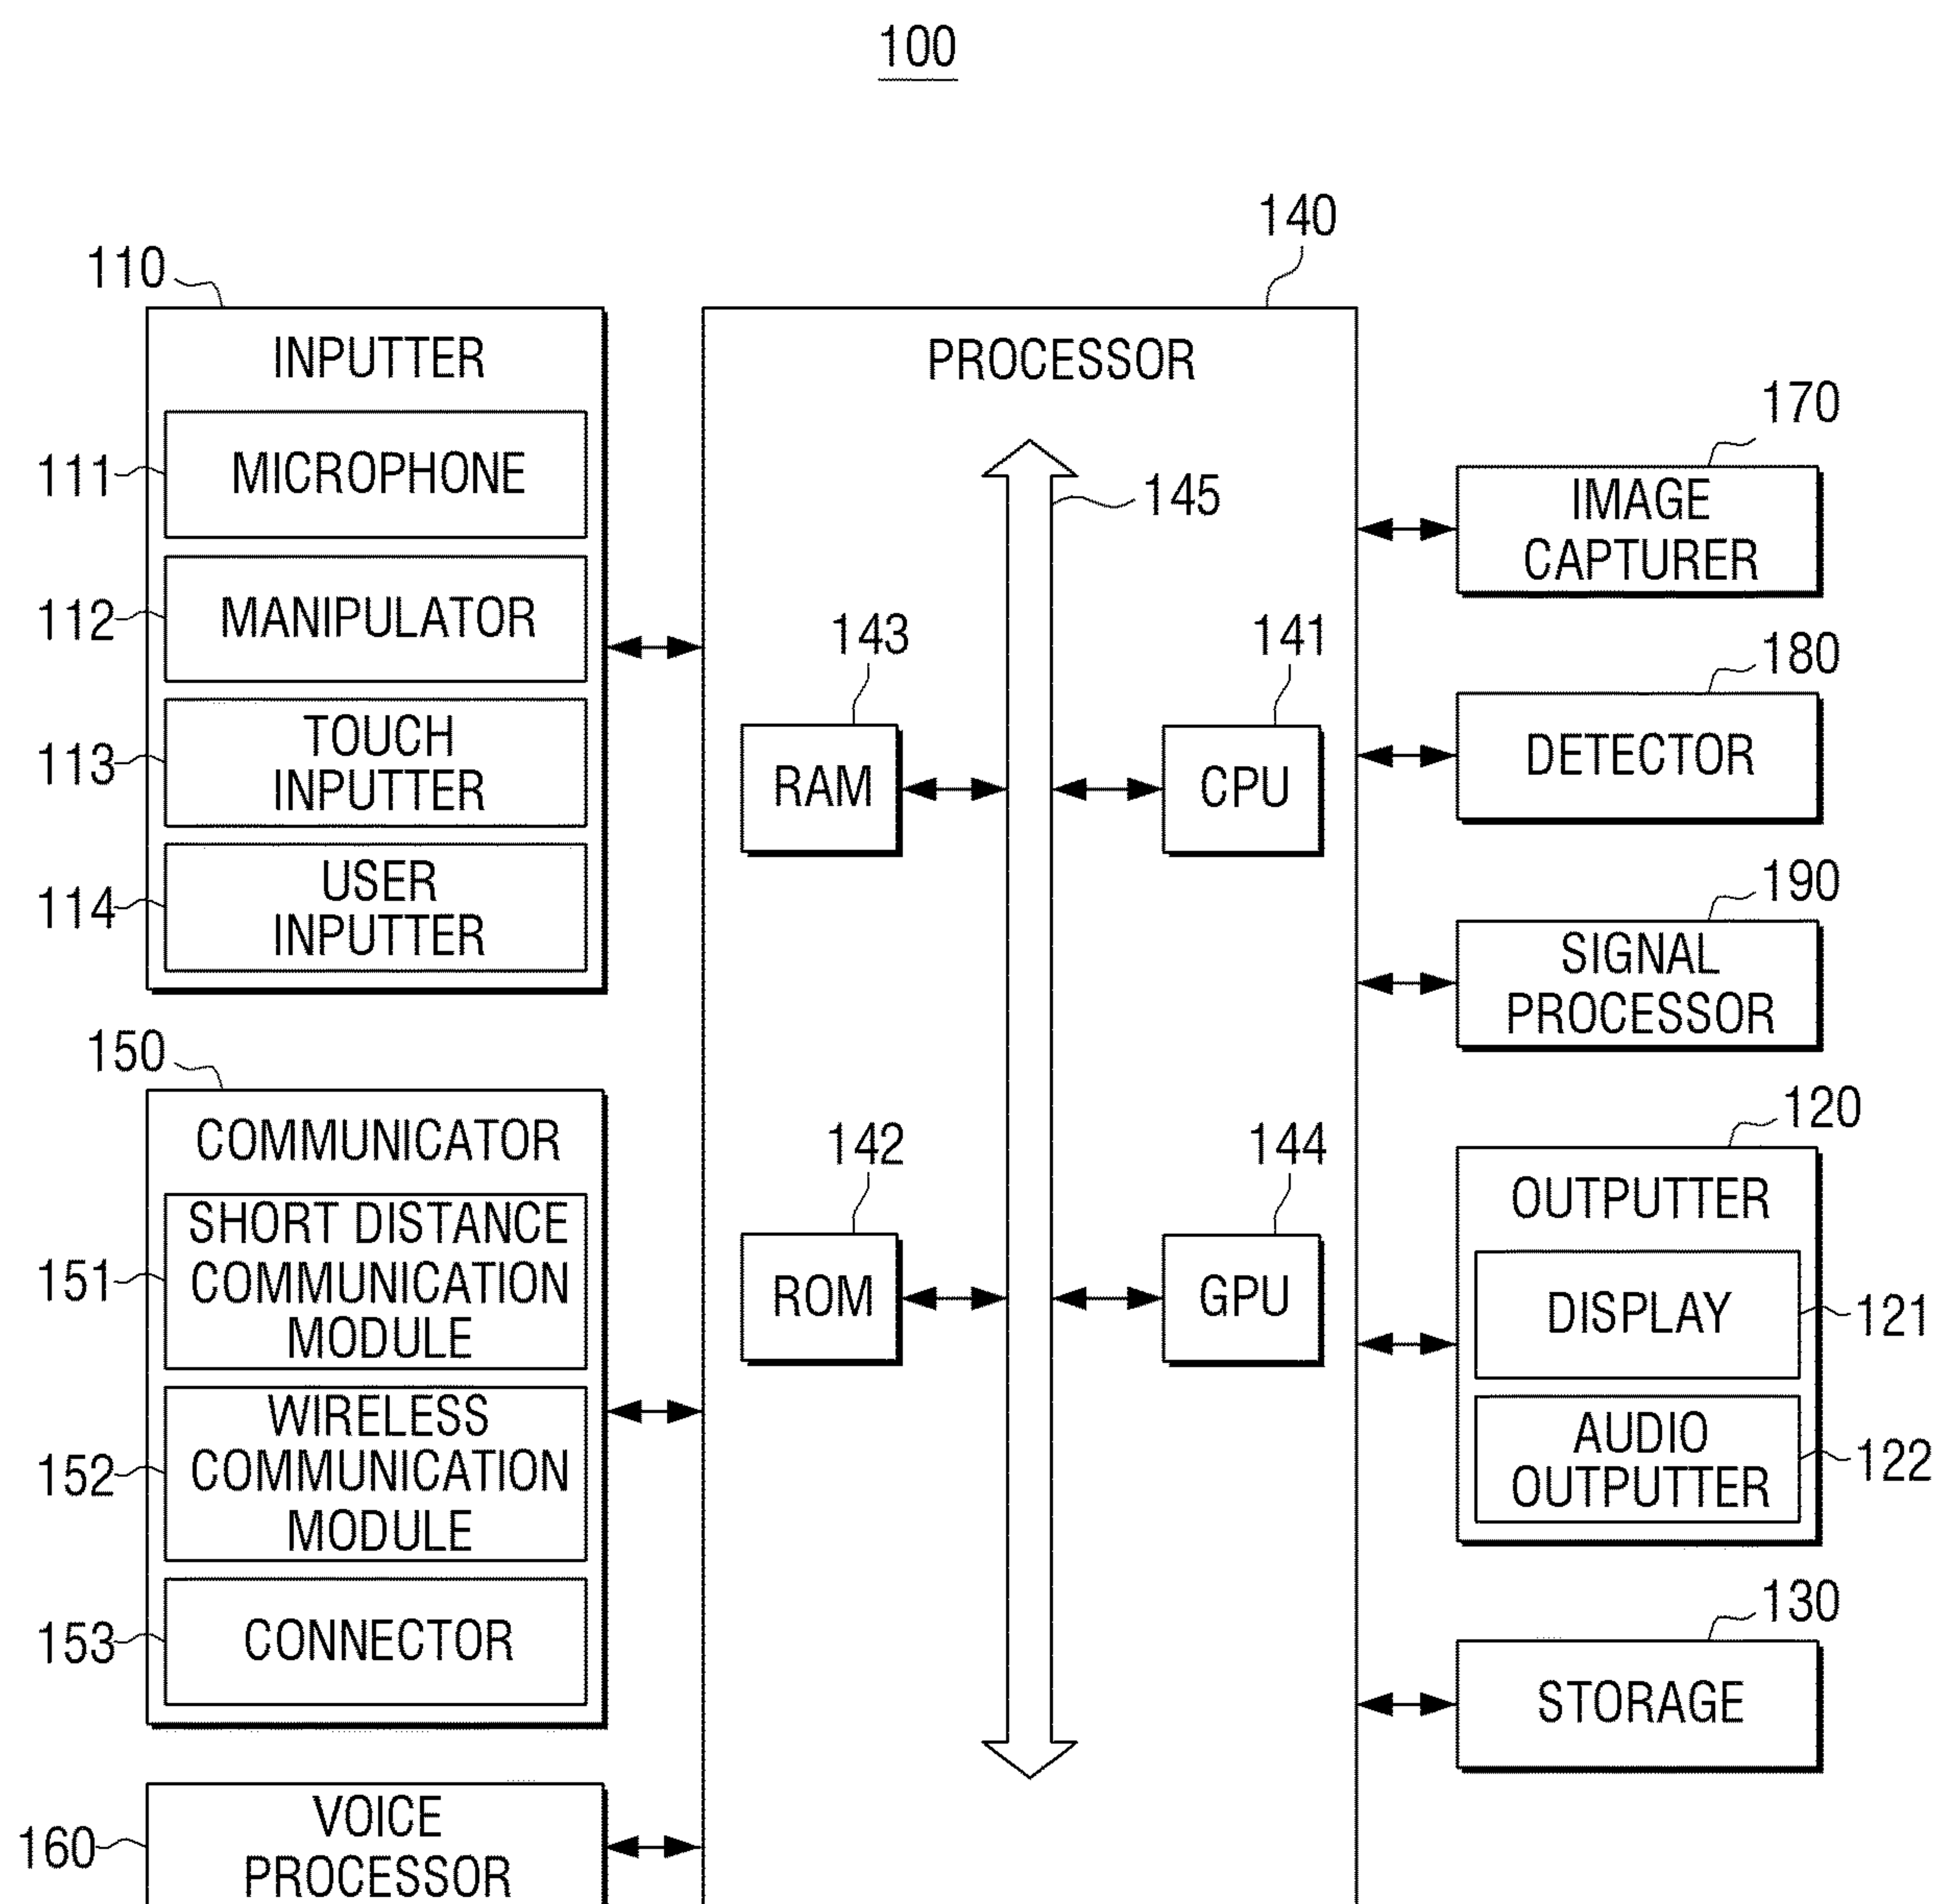 100
110
INPUTTER
111
MICROPHONE
112
MANIPULATOR
113
TOUCH
INPUTTER
114
USER
INPUTTER
150
COMMUNICATOR
151
SHORT DISTANCE
COMMUNICATION
MODULE
152
WIRELESS
COMMUNICATION
MODULE
153
CONNECTOR
160
VOICE
PROCESSOR
140
PROCESSOR
145
143
RAM
141
CPU
142
ROM
144
GPU
170
IMAGE
CAPTURER
180
DETECTOR
190
SIGNAL
PROCESSOR
120
OUTPUTTER
DISPLAY
121
AUDIO
OUTPUTTER
122
130
STORAGE